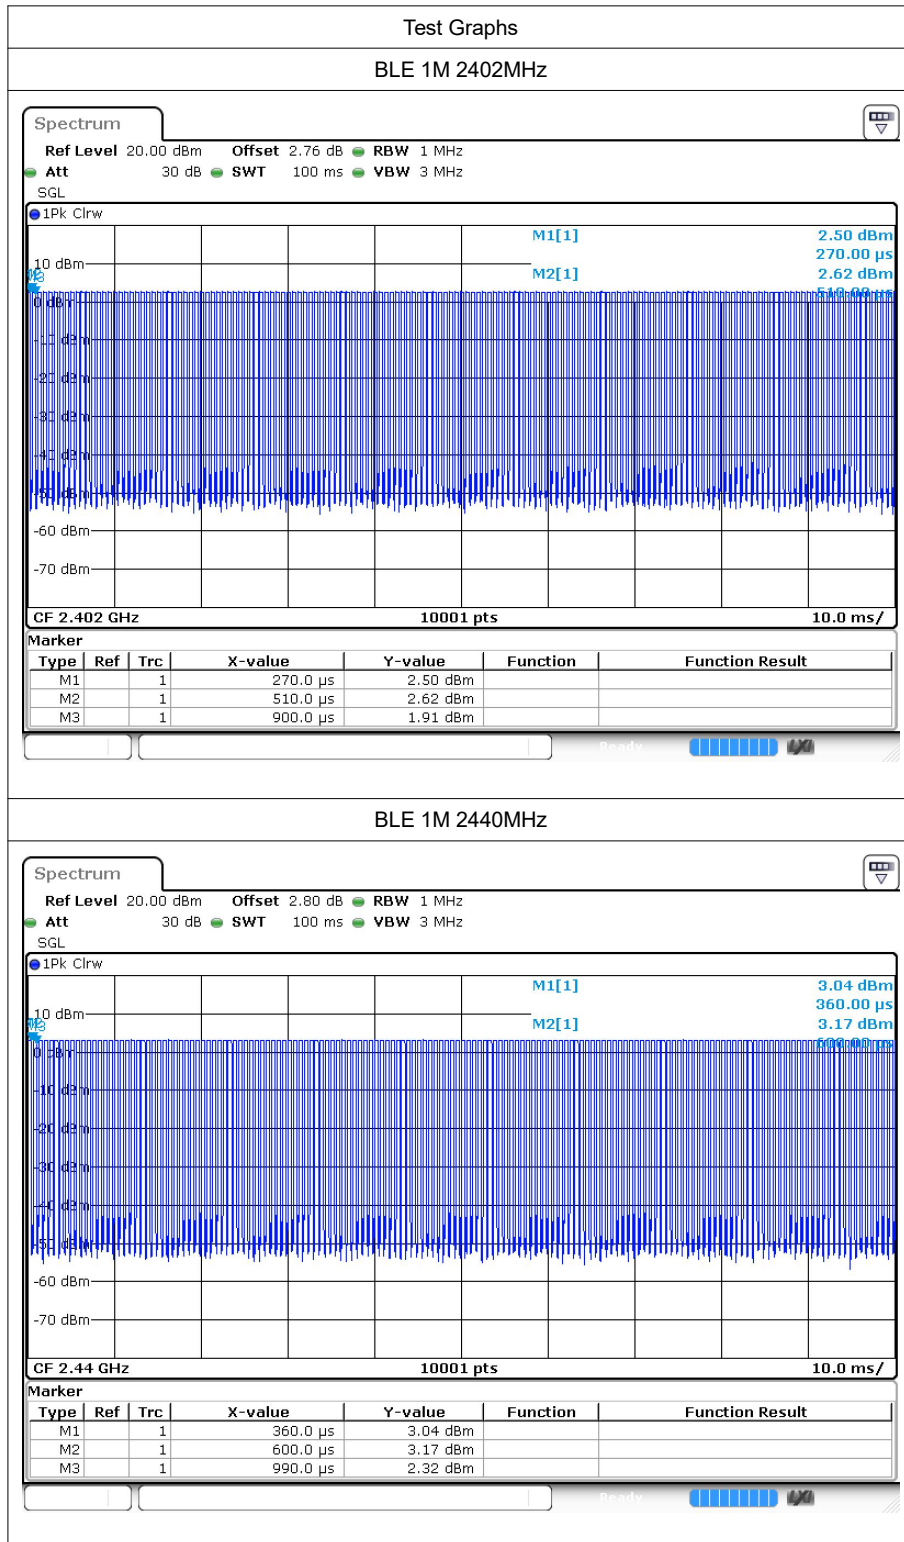 Test Graphs
BLE 1M 2402MHz
Spectrum
Ref Level 20.00 dBm Offset 2.76 dB RBW 1 MHz
Att 30 dB SWT 100 ms VBW 3 MHz
SGL
1Pk Clrw
M1[1] 2.50 dBm
270.00 µs
10 dBm
M2[1] 2.62 dBm
510.00 µs
0 dBm
-10 dBm
-20 dBm
-30 dBm
-40 dBm
-50 dBm
-60 dBm
-70 dBm
CF 2.402 GHz 10001 pts 10.0 ms/
Marker
Type Ref Trc X-value Y-value Function Function Result
M1 1 270.0 µs 2.50 dBm
M2 1 510.0 µs 2.62 dBm
M3 1 900.0 µs 1.91 dBm
Ready LXI
BLE 1M 2440MHz
Spectrum
Ref Level 20.00 dBm Offset 2.80 dB RBW 1 MHz
Att 30 dB SWT 100 ms VBW 3 MHz
SGL
1Pk Clrw
M1[1] 3.04 dBm
360.00 µs
10 dBm
M2[1] 3.17 dBm
600.00 µs
0 dBm
-10 dBm
-20 dBm
-30 dBm
-40 dBm
-50 dBm
-60 dBm
-70 dBm
CF 2.44 GHz 10001 pts 10.0 ms/
Marker
Type Ref Trc X-value Y-value Function Function Result
M1 1 360.0 µs 3.04 dBm
M2 1 600.0 µs 3.17 dBm
M3 1 990.0 µs 2.32 dBm
Ready LXI